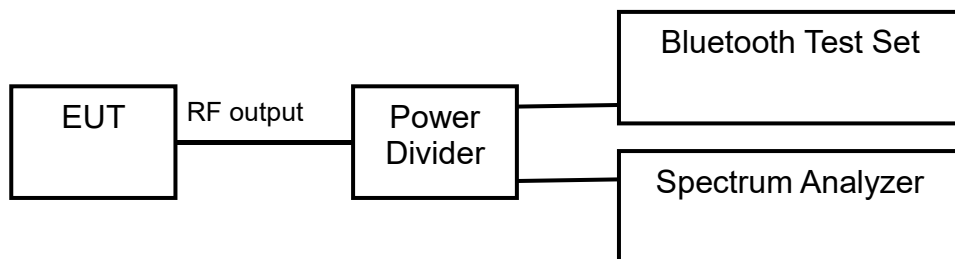 EUT
RF output
Power
Divider
Bluetooth Test Set
Spectrum Analyzer